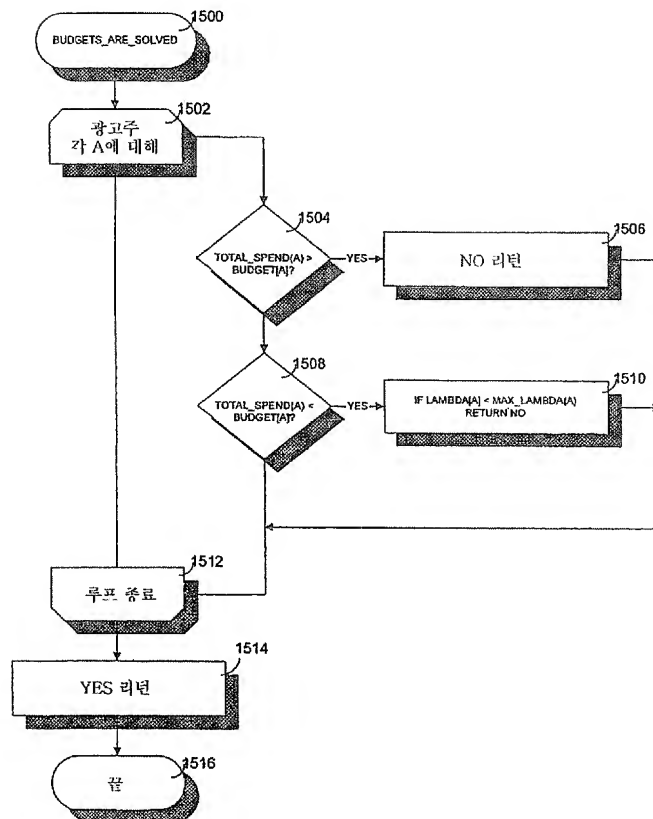 1500
BUDGETS_ARE_SOLVED
1502
광고주
각 A에 대해
1504
TOTAL_SPEND(A) >
BUDGET[A]?
YES
1506
NO 리턴
1508
TOTAL_SPEND(A) <
BUDGET[A]?
YES
1510
IF LAMBDA[A] < MAX_LAMBDA(A)
RETURN NO
1512
루프 종료
1514
YES 리턴
1516
끝